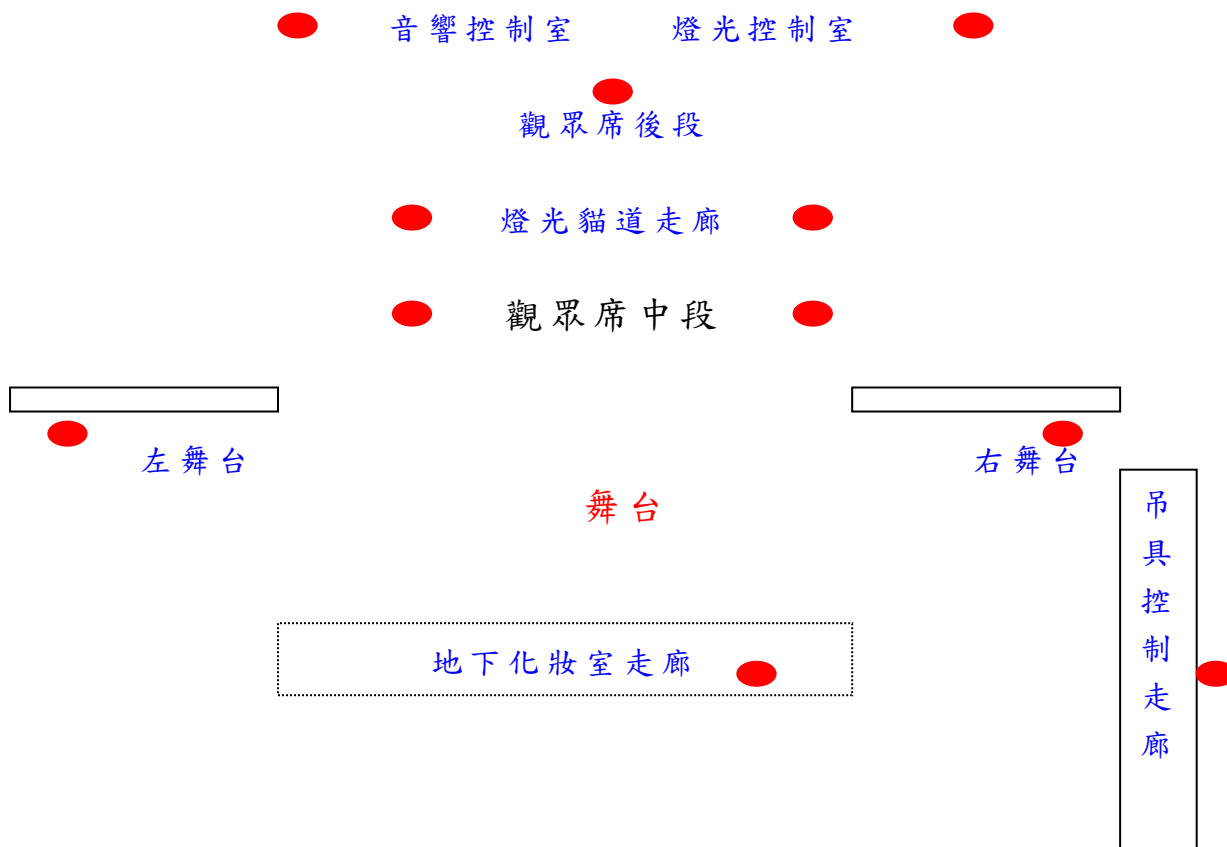 音響控制室 燈光控制室
觀眾席後段
燈光貓道走廊
觀眾席中段
左舞台 右舞台
舞台
吊具控制走廊
地下化妝室走廊